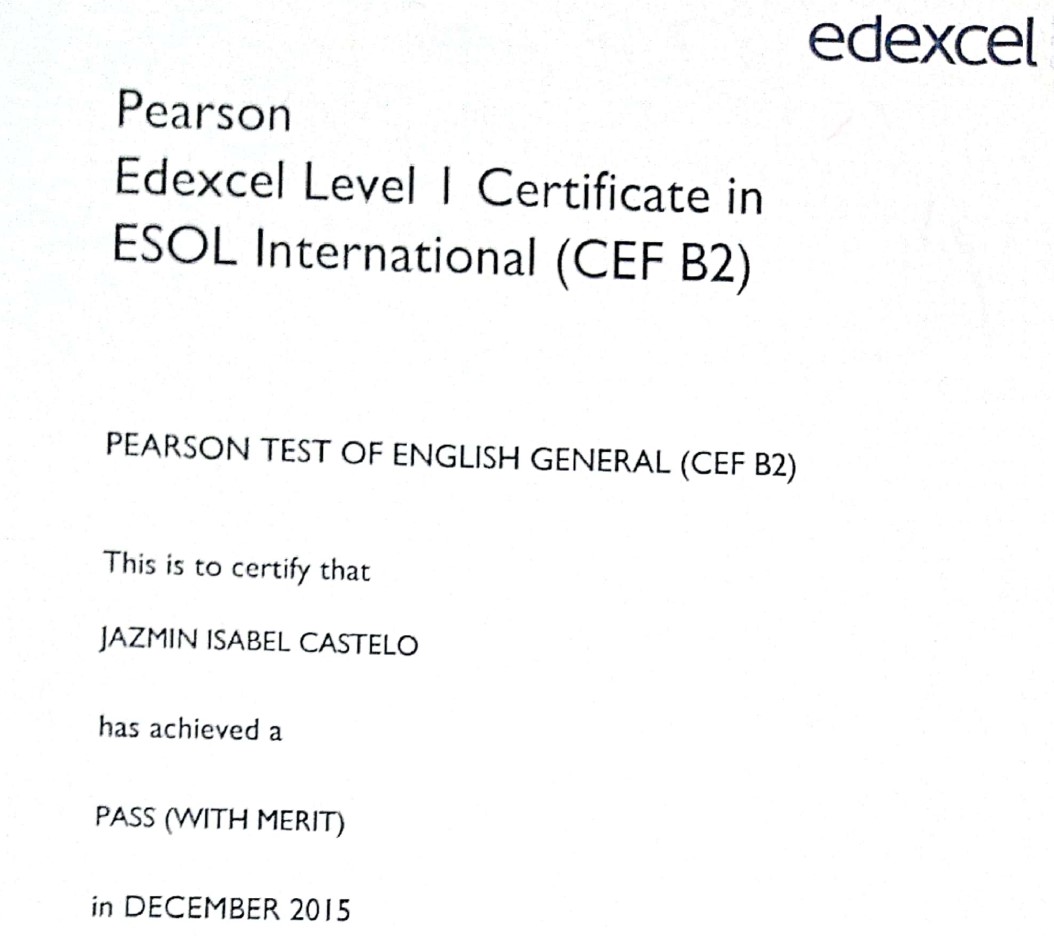 edexcel
Pearson
Edexcel Level 1 Certificate in
ESOL International (CEF B2)
PEARSON TEST OF ENGLISH GENERAL (CEF B2)
This is to certify that
JAZMIN ISABEL CASTELO
has achieved a
PASS (WITH MERIT)
in DECEMBER 2015